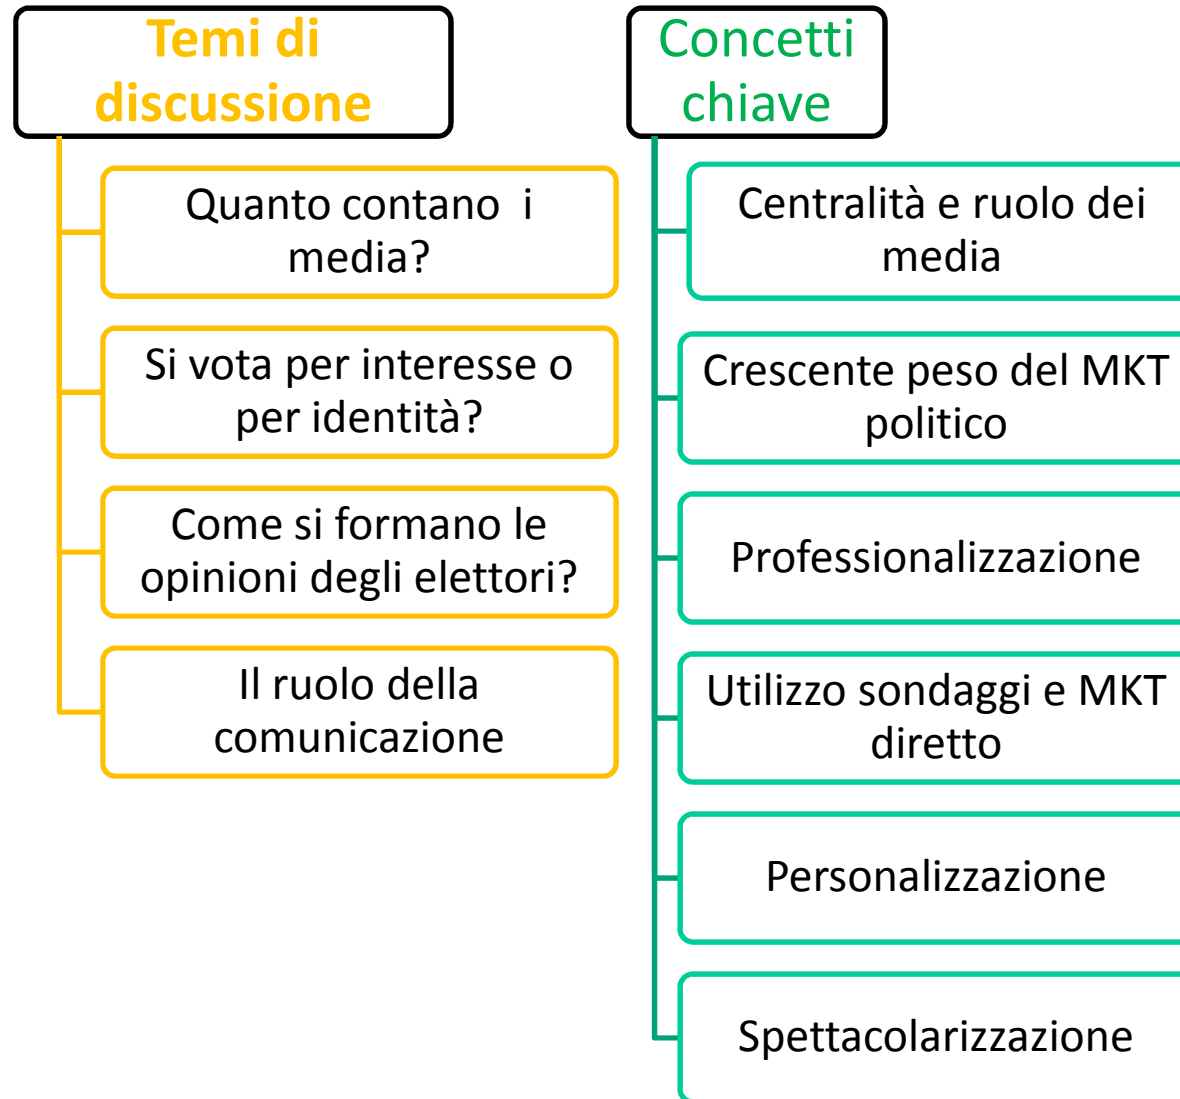 Temi di
discussione
Quanto contano  i
media?
Si vota per interesse o
per identità?
Come si formano le
opinioni degli elettori?
Il ruolo della
comunicazione
Concetti
chiave
Centralità e ruolo dei
media
Crescente peso del MKT
politico
Professionalizzazione
Utilizzo sondaggi e MKT
diretto
Personalizzazione
Spettacolarizzazione